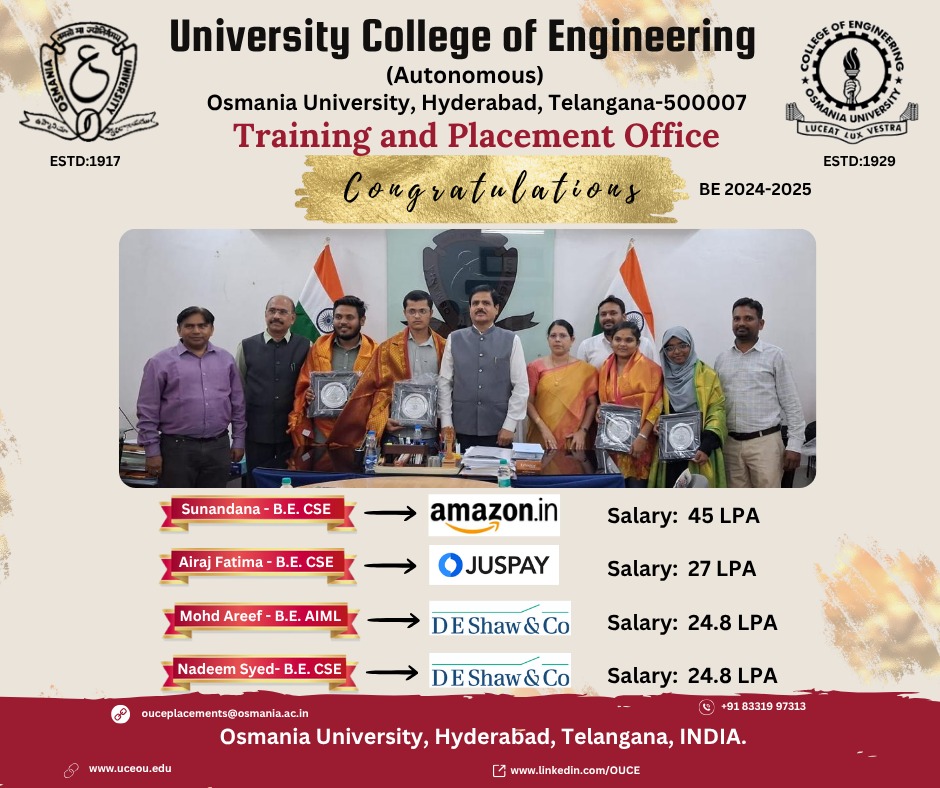 University College of Engineering
(Autonomous)
Osmania University, Hyderabad, Telangana-500007
Training and Placement Office
OSMANIA UNIVERSITY
ESTD:1917
COLLEGE OF ENGINEERING
OSMANIA UNIVERSITY
LUCEAT LUX VESTRA
ESTD:1929
Congratulations
BE 2024-2025
Sunandana - B.E. CSE
amazon.in
Salary: 45 LPA
Airaj Fatima - B.E. CSE
JUSPAY
Salary: 27 LPA
Mohd Areef - B.E. AIML
D E Shaw & Co
Salary: 24.8 LPA
Nadeem Syed- B.E. CSE
D E Shaw & Co
Salary: 24.8 LPA
ouceplacements@osmania.ac.in
+91 83319 97313
Osmania University, Hyderabad, Telangana, INDIA.
www.uceou.edu
www.linkedin.com/OUCE